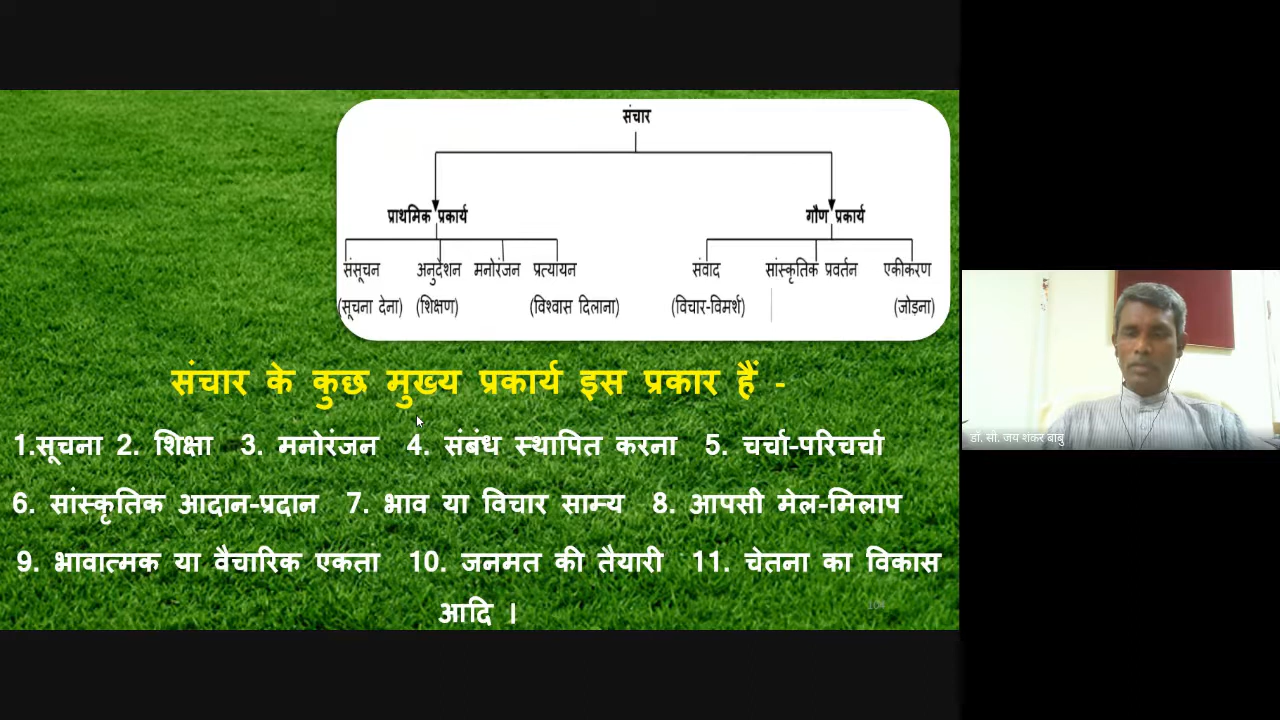 संचार
प्राथमिक प्रकार्य गौण प्रकार्य
संसूचन अनुदेशन मनोरंजन प्रत्यायन संवाद सांस्कृतिक प्रवर्तन एकीकरण
(सूचना देना) (शिक्षण) (विश्वास दिलाना) (विचार-विमर्श) (जोड़ना)
संचार के कुछ मुख्य प्रकार्य इस प्रकार हैं -
1.सूचना 2. शिक्षा 3. मनोरंजन 4. संबंध स्थापित करना 5. चर्चा-परिचर्चा
6. सांस्कृतिक आदान-प्रदान 7. भाव या विचार साम्य 8. आपसी मेल-मिलाप
9. भावात्मक या वैचारिक एकता 10. जनमत की तैयारी 11. चेतना का विकास
आदि ।
104
डॉ. सी. जय शंकर बाबु